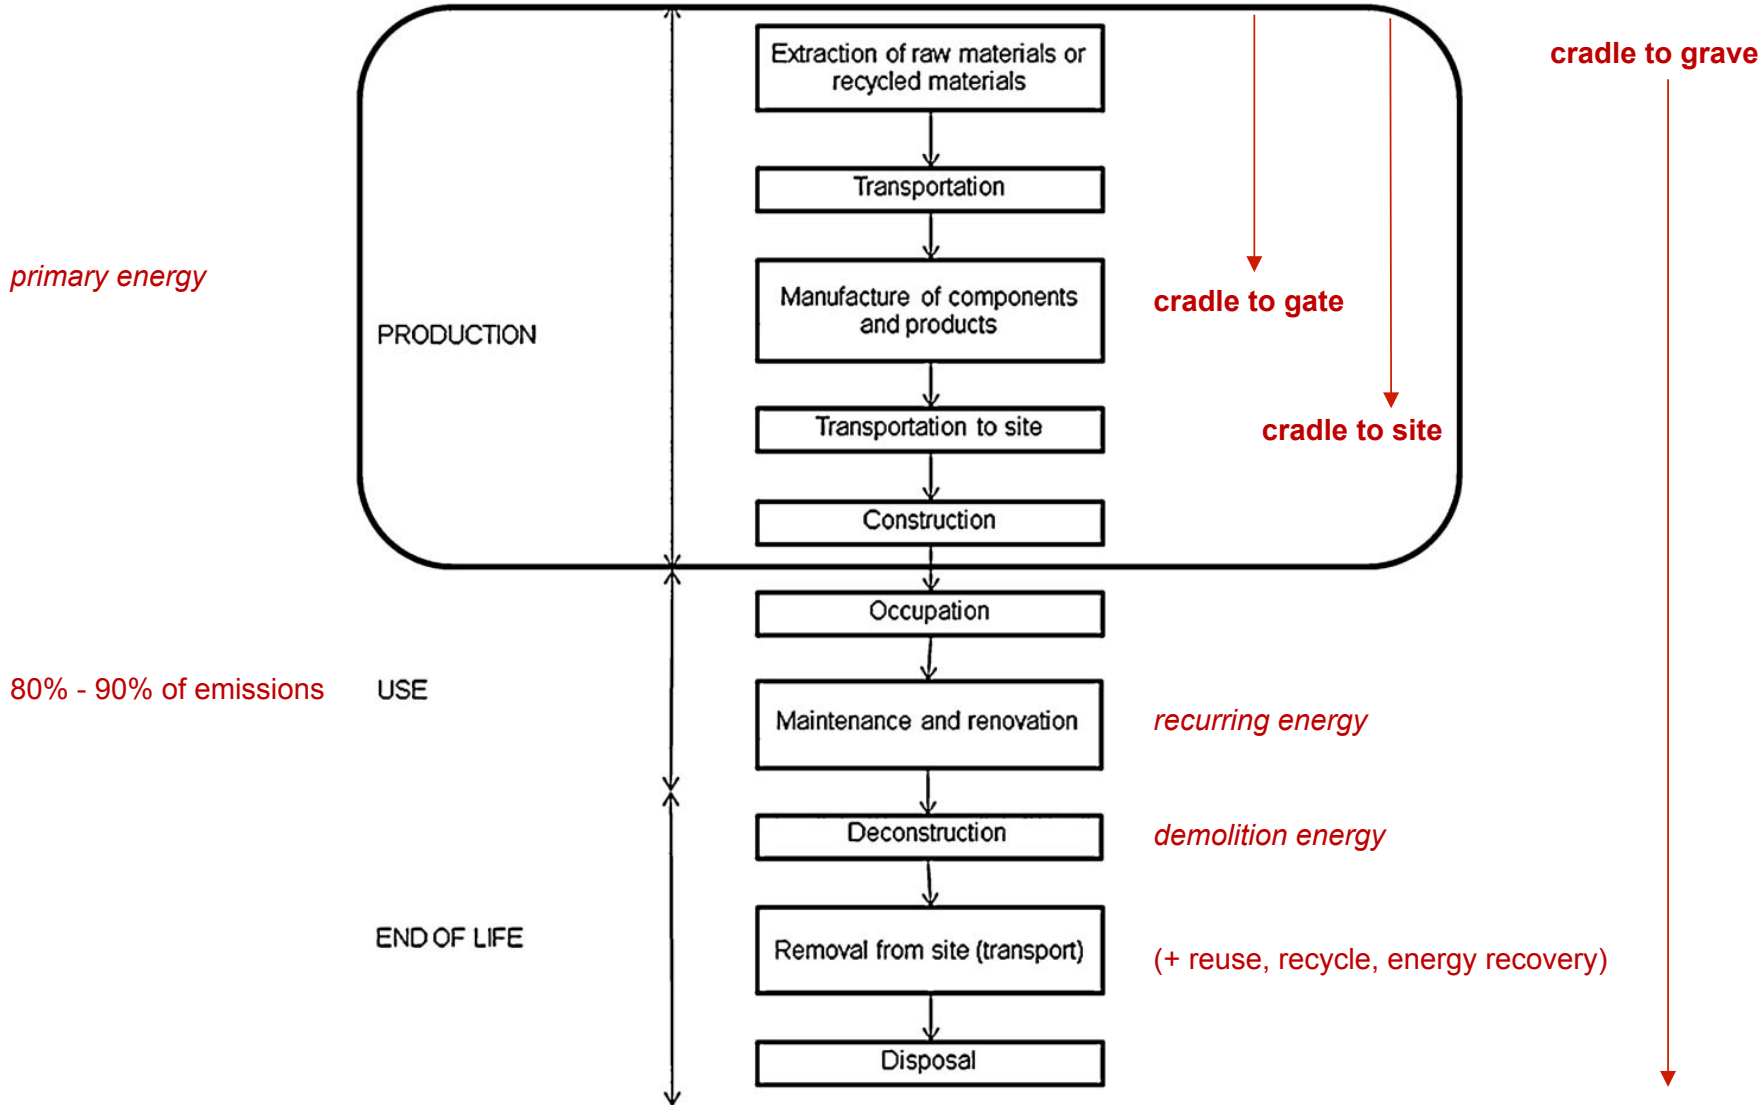 Extraction of raw materials or
recycled materials
cradle to grave
Transportation
primary energy
Manufacture of components
and products
cradle to gate
PRODUCTION
Transportation to site
cradle to site
Construction
Occupation
80% - 90% of emissions
USE
Maintenance and renovation
recurring energy
Deconstruction
demolition energy
END OF LIFE
Removal from site (transport)
(+ reuse, recycle, energy recovery)
Disposal